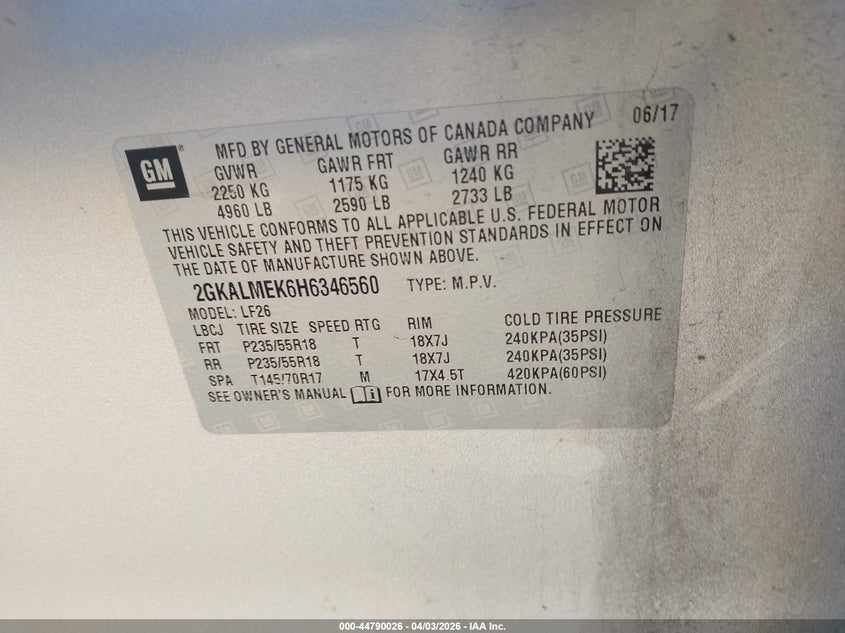 GM
MFD BY GENERAL MOTORS OF CANADA COMPANY 06/17
GVWR GAWR FRT GAWR RR
2250 KG 1175 KG 1240 KG
4960 LB 2590 LB 2733 LB
THIS VEHICLE CONFORMS TO ALL APPLICABLE U.S. FEDERAL MOTOR
VEHICLE SAFETY AND THEFT PREVENTION STANDARDS IN EFFECT ON
THE DATE OF MANUFACTURE SHOWN ABOVE.
2GKALMEK6H6346560 TYPE: M.P.V.
MODEL: LF26
LBCJ TIRE SIZE SPEED RTG RIM COLD TIRE PRESSURE
FRT P235/55R18 T 18X7J 240KPA(35PSI)
RR P235/55R18 T 18X7J 240KPA(35PSI)
SPA T145/70R17 M 17X4.5T 420KPA(60PSI)
SEE OWNER'S MANUAL FOR MORE INFORMATION.
000-44790026 - 04/03/2026 - IAA Inc.